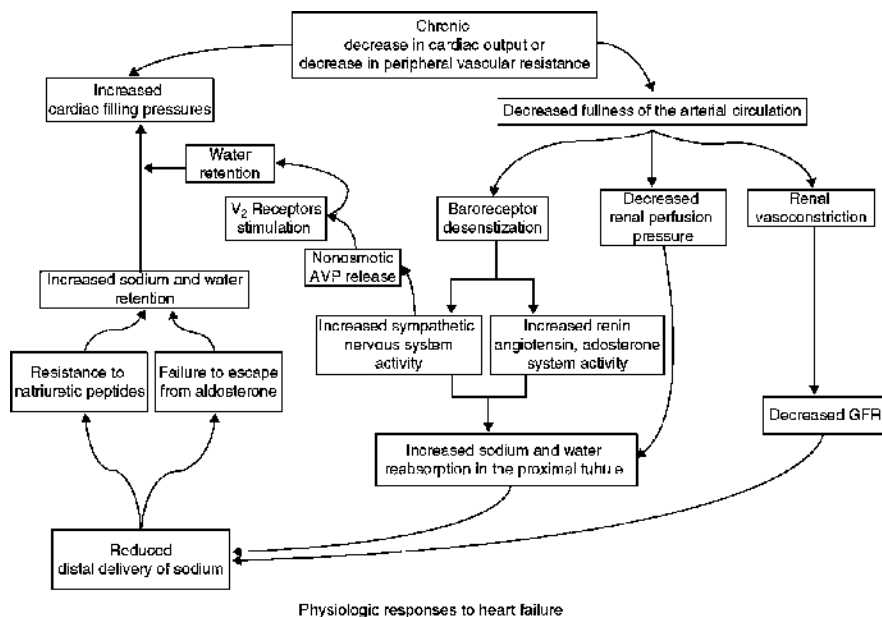 Chronic
decrease in cardiac output or
decrease in peripheral vascular resistance
Increased
cardiac filling pressures
Decreased fullness of the arterial circulation
Water
retention
V₂ Receptors
stimulation
Baroreceptor
desenstization
Decreased
renal perfusion
pressure
Renal
vasoconstriction
Nonosmotic
AVP release
Increased sodium and water
retention
Increased sympathetic
nervous system
activity
Increased renin
angiotensin, adosterone
system activity
Resistance to
natriuretic peptides
Failure to escape
from aldosterone
Decreased GFR
Increased sodium and water
reabsorption in the proximal tuhule
Reduced
distal delivery of sodium
Physiologic responses to heart failure